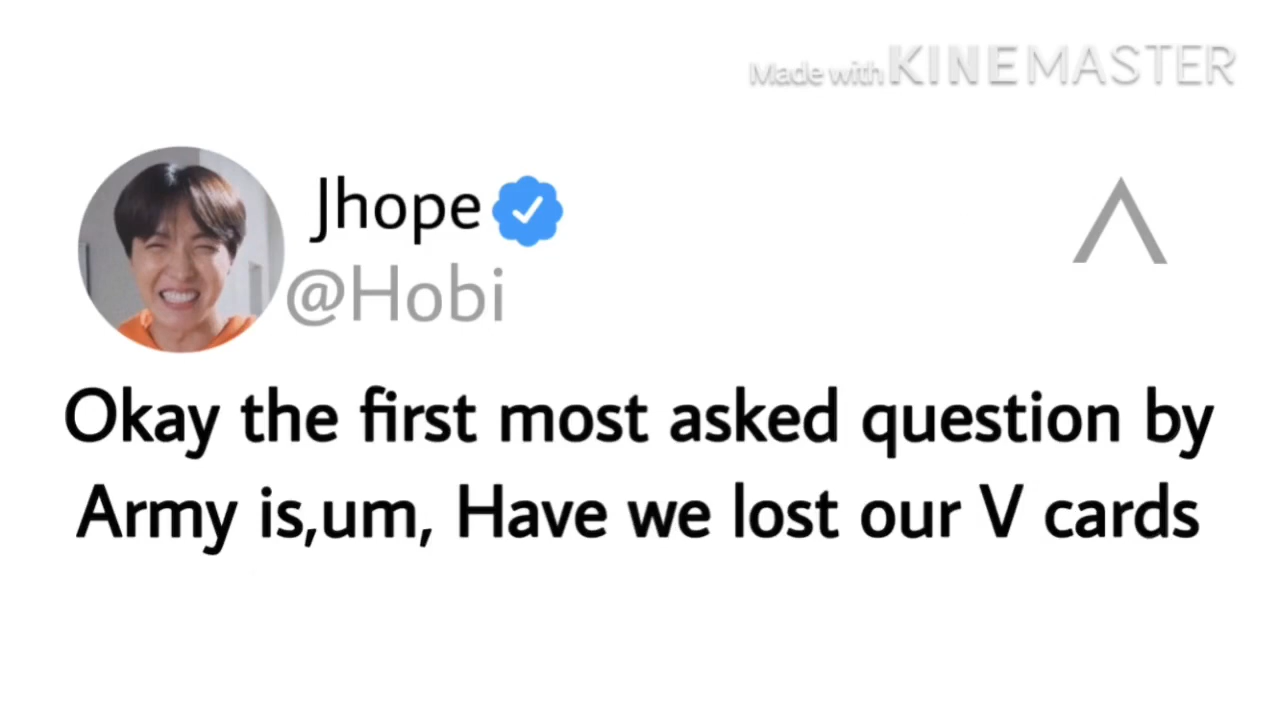 Made with KINEMASTER
Jhope
@Hobi
Okay the first most asked question by
Army is,um, Have we lost our V cards